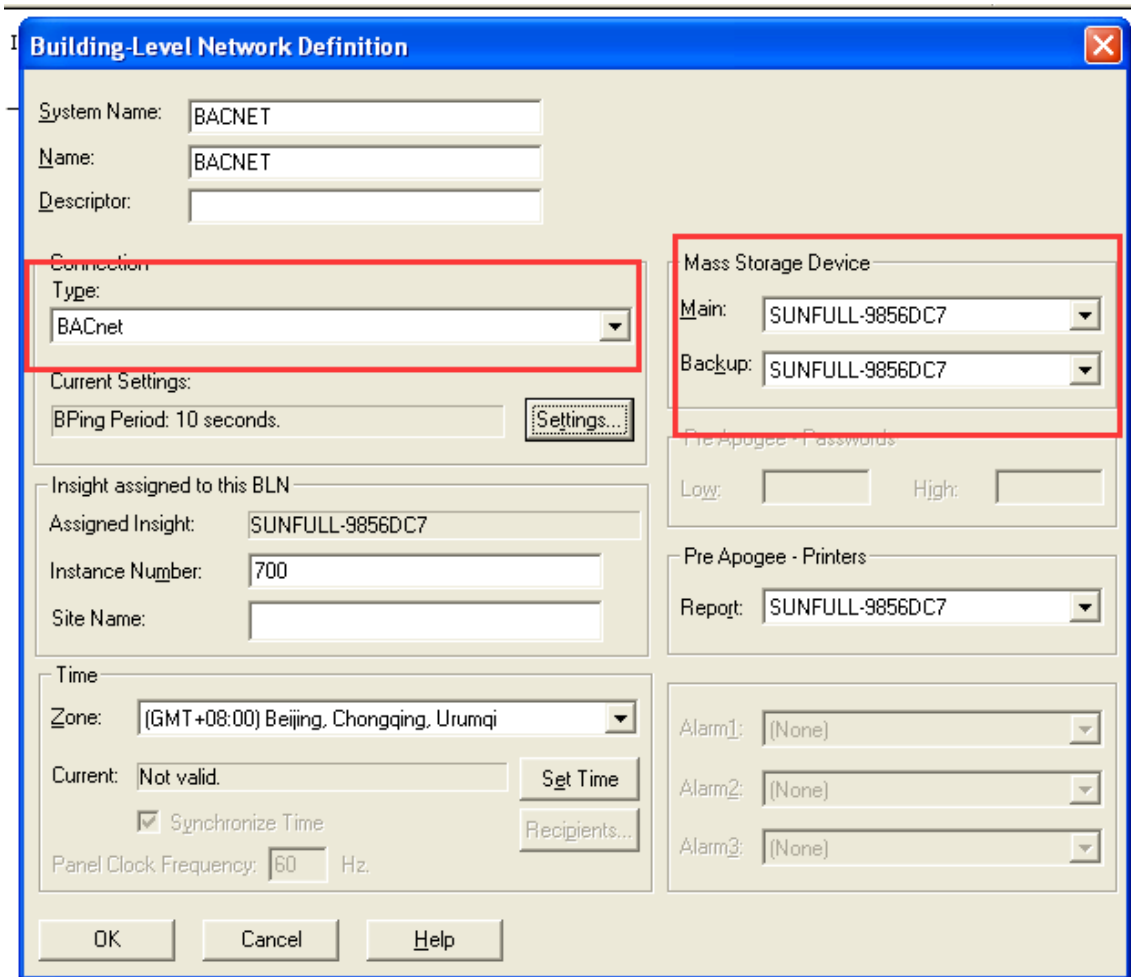 I
Building-Level Network Definition
System Name: BACNET
Name: BACNET
Descriptor:
Connection
Type:
BACnet
Current Settings:
BPing Period: 10 seconds.
Settings...
Mass Storage Device
Main: SUNFULL-9856DC7
Backup: SUNFULL-9856DC7
Pre Apogee - Passwords
Low:
High:
Insight assigned to this BLN
Assigned Insight: SUNFULL-9856DC7
Instance Number: 700
Site Name:
Pre Apogee - Printers
Report: SUNFULL-9856DC7
Time
Zone: (GMT+08:00) Beijing, Chongqing, Urumqi
Current: Not valid.
Set Time
Synchronize Time
Recipients...
Panel Clock Frequency: 60 Hz.
Alarm1: (None)
Alarm2: (None)
Alarm3: (None)
OK
Cancel
Help